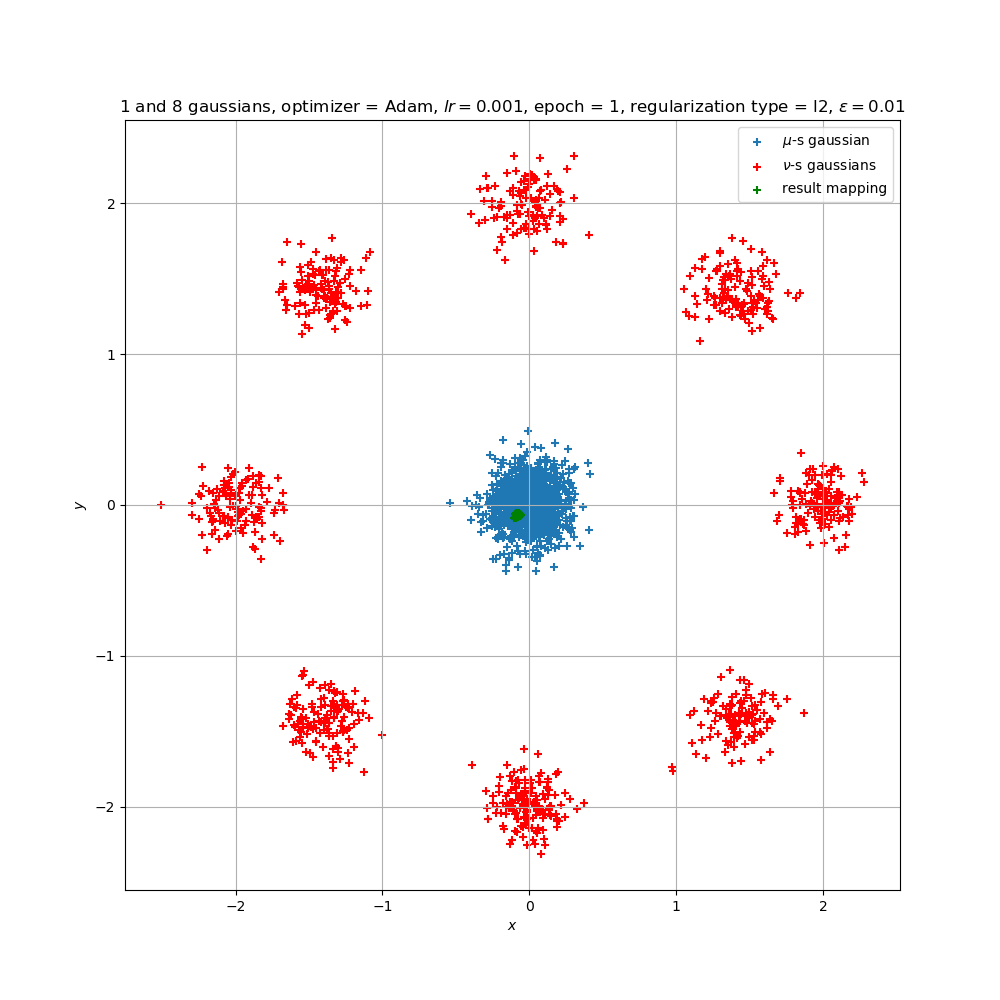 1 and 8 gaussians, optimizer = Adam, lr = 0.001, epoch = 1, regularization type = l2, ε = 0.01
μ-s gaussian
ν-s gaussians
result mapping
2
1
0
−1
−2
y
−2 −1 0 1 2
x